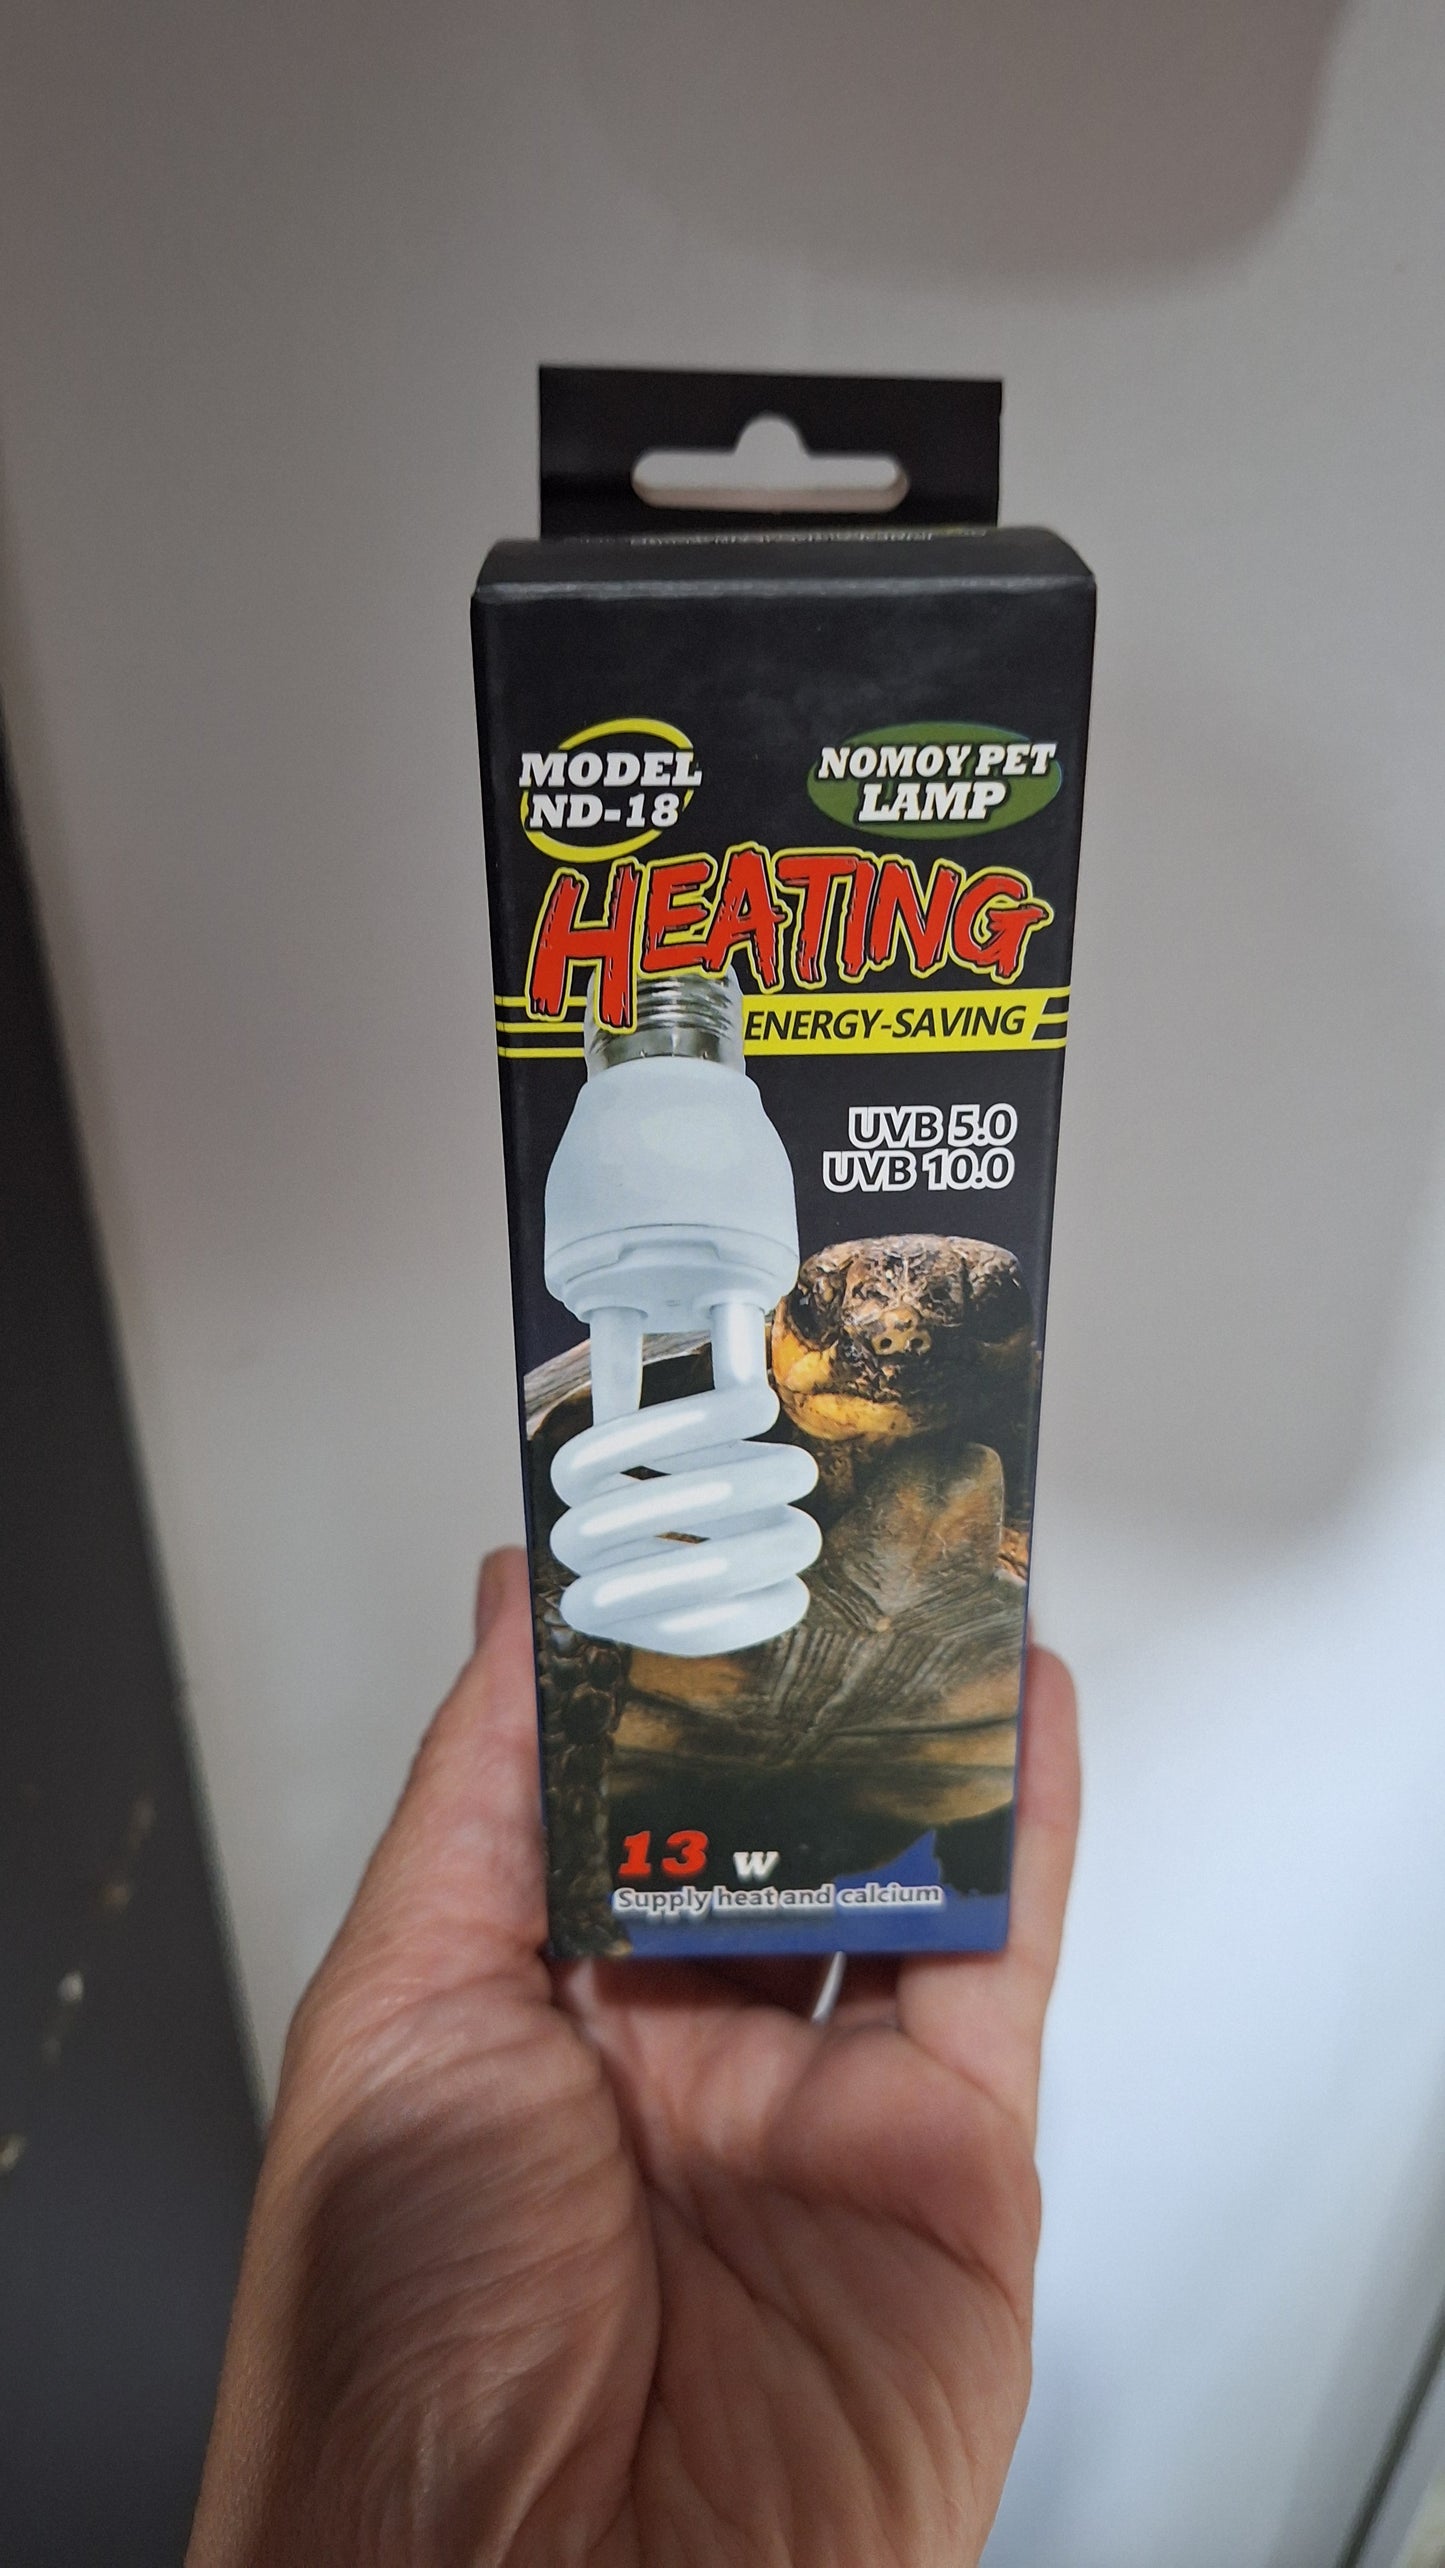 MODEL
ND-18
NOMOY PET
LAMP
HEATING
ENERGY-SAVING
UVB 5.0
UVB 10.0
13 W
Supply heat and calcium